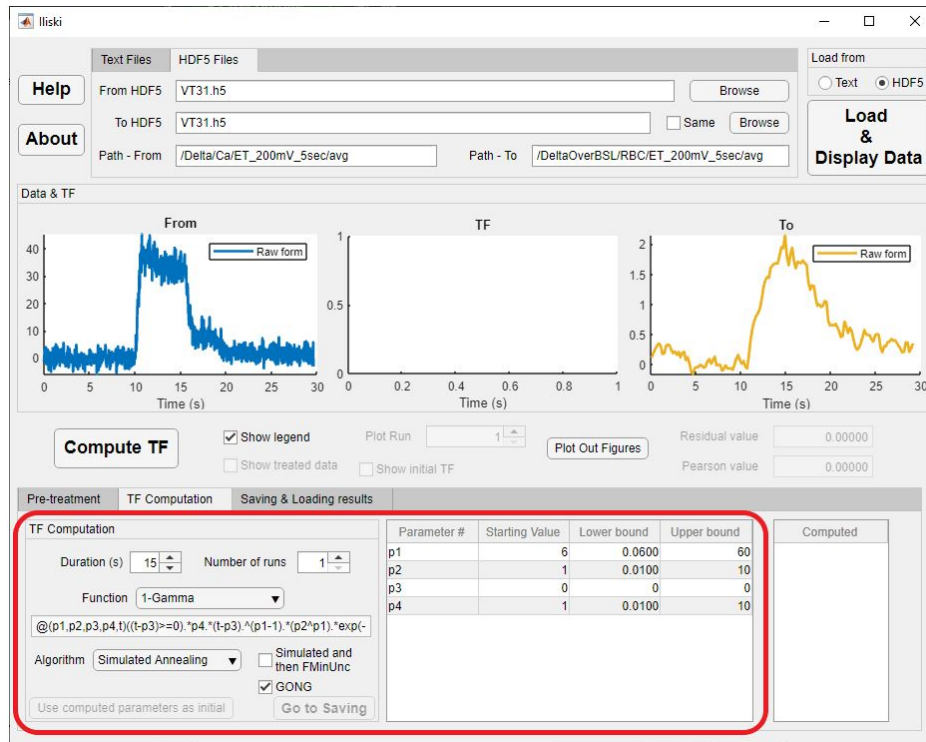 Iliski
Text Files HDF5 Files
Load from
Text HDF5
Help
From HDF5 VT31.h5 Browse
To HDF5 VT31.h5 Same Browse
About
Path - From /Delta/Ca/ET_200mV_5sec/avg Path - To /DeltaOverBSL/RBC/ET_200mV_5sec/avg
Load
&
Display Data
Data & TF
From
Raw form
40
30
20
10
0
0 5 10 15 20 25 30
Time (s)
TF
1
0.5
0
0 0.2 0.4 0.6 0.8 1
Time (s)
To
Raw form
2
1.5
1
0.5
0
0 5 10 15 20 25 30
Time (s)
Compute TF
Show legend Plot Run 1 Plot Out Figures Residual value 0.00000
Show treated data Show initial TF Pearson value 0.00000
Pre-treatment TF Computation Saving & Loading results
TF Computation
Duration (s) 15 Number of runs 1
Function 1-Gamma
@(p1,p2,p3,p4,t)((t-p3)>=0).*p4.*(t-p3).^(p1-1).*(p2^p1).*exp(-
Algorithm Simulated Annealing Simulated and
then FMinUnc
GONG
Use computed parameters as initial Go to Saving
Parameter # Starting Value Lower bound Upper bound
p1 6 0.0600 60
p2 1 0.0100 10
p3 0 0 0
p4 1 0.0100 10
Computed